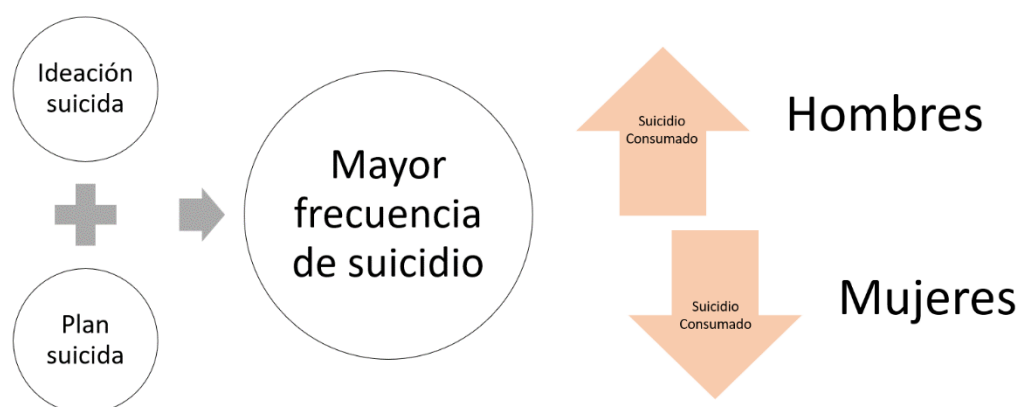 Ideación
suicida
Plan
suicida
Mayor
frecuencia
de suicidio
Suicidio
Consumado
Hombres
Suicidio
Consumado
Mujeres